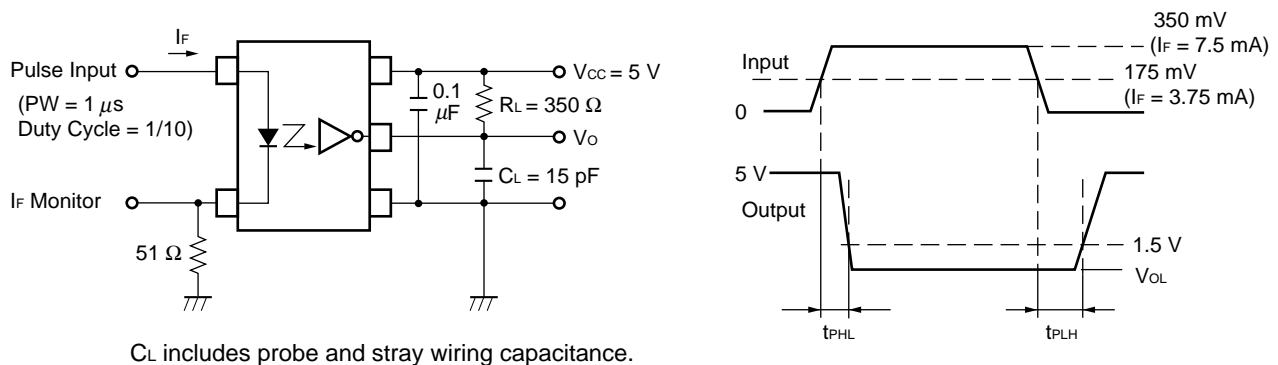 IF
Pulse Input
(PW = 1 μs
Duty Cycle = 1/10)
IF Monitor
51 Ω
0.1
μF
VCC = 5 V
RL = 350 Ω
VO
CL = 15 pF
CL includes probe and stray wiring capacitance.
350 mV
(IF = 7.5 mA)
Input
175 mV
(IF = 3.75 mA)
0
5 V
Output
1.5 V
VOL
tPHL
tPLH